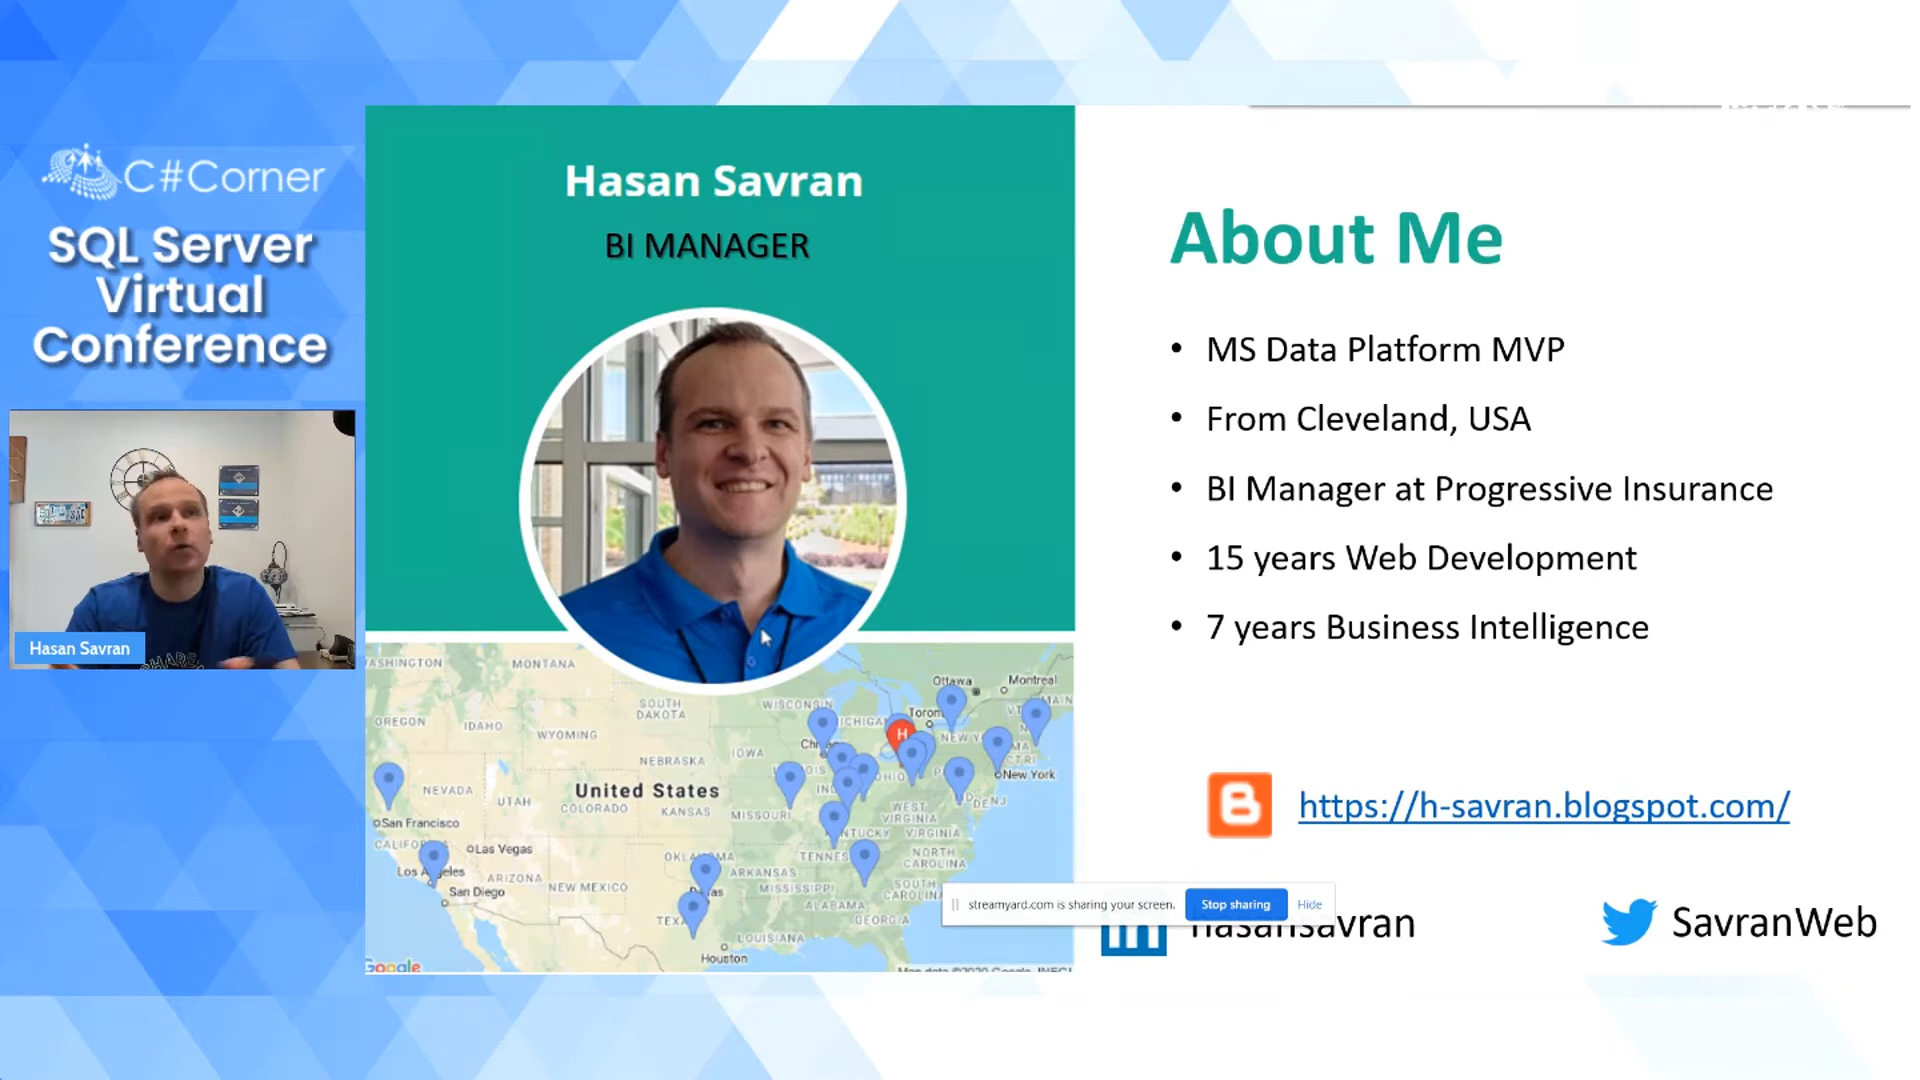 C#Corner
SQL Server
Virtual
Conference
Hasan Savran
Hasan Savran
BI MANAGER
WASHINGTON
MONTANA
OREGON
IDAHO
WYOMING
SOUTH
DAKOTA
WISCONSIN
Ottawa
Montreal
NEBRASKA
IOWA
NEVADA
UTAH
United States
COLORADO
KANSAS
MISSOURI
New York
WEST
VIRGINIA
VIRGINIA
San Francisco
Las Vegas
San Diego
ARIZONA
NEW MEXICO
ARKANSAS
MISSISSIPPI
ALABAMA
GEORGIA
NORTH
CAROLINA
SOUTH
LOUISIANA
Houston
Google
About Me
• MS Data Platform MVP
• From Cleveland, USA
• BI Manager at Progressive Insurance
• 15 years Web Development
• 7 years Business Intelligence
https://h-savran.blogspot.com/
streamyard.com is sharing your screen. Stop sharing Hide
hasansavran
SavranWeb